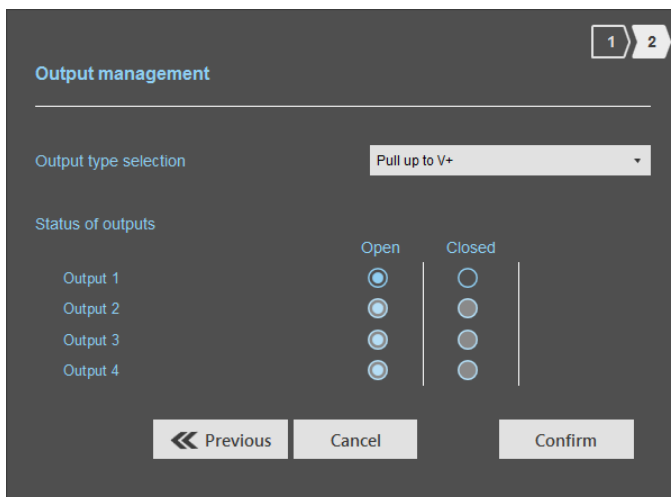 1 2
Output management
Output type selection Pull up to V+
Status of outputs
Open Closed
Output 1
Output 2
Output 3
Output 4
Previous Cancel Confirm